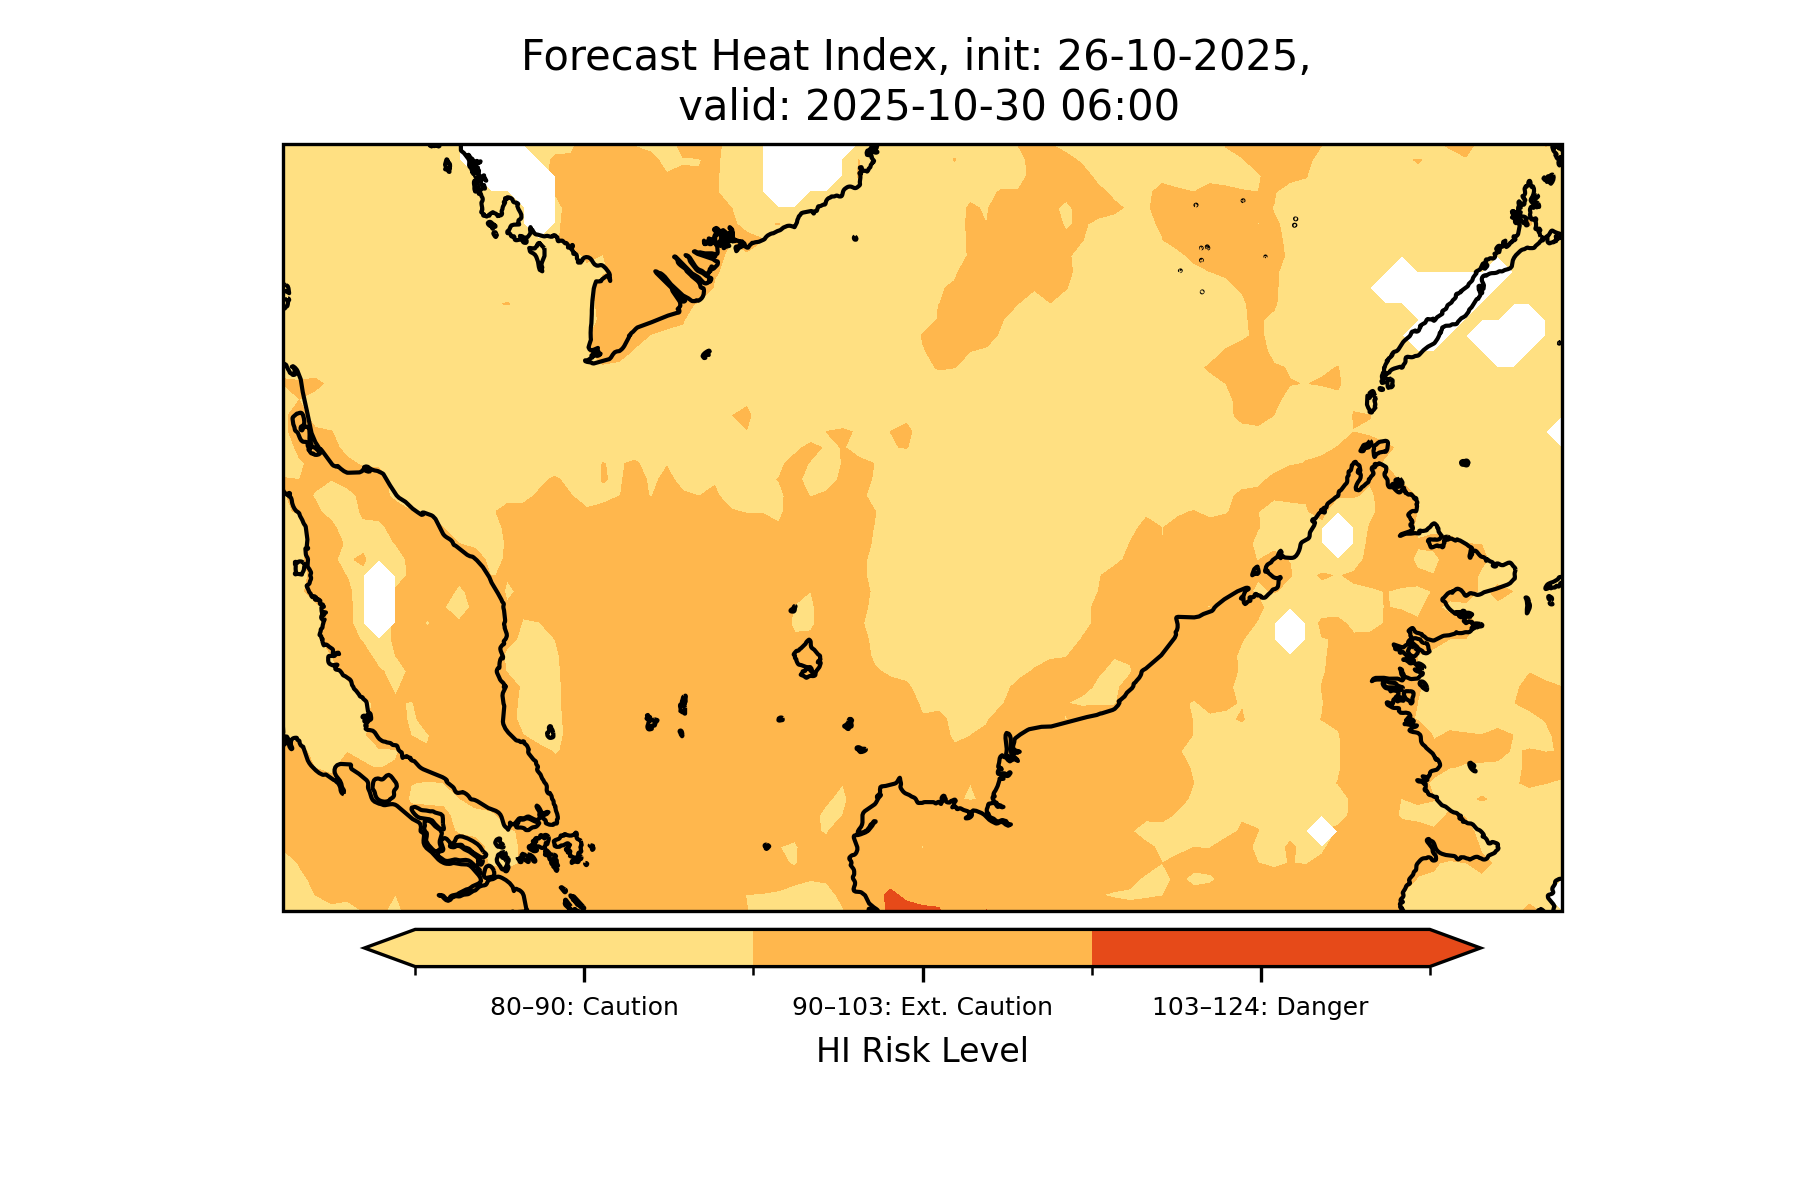 Forecast Heat Index, init: 26-10-2025,
valid: 2025-10-30 06:00
80–90: Caution
90–103: Ext. Caution
103–124: Danger
HI Risk Level